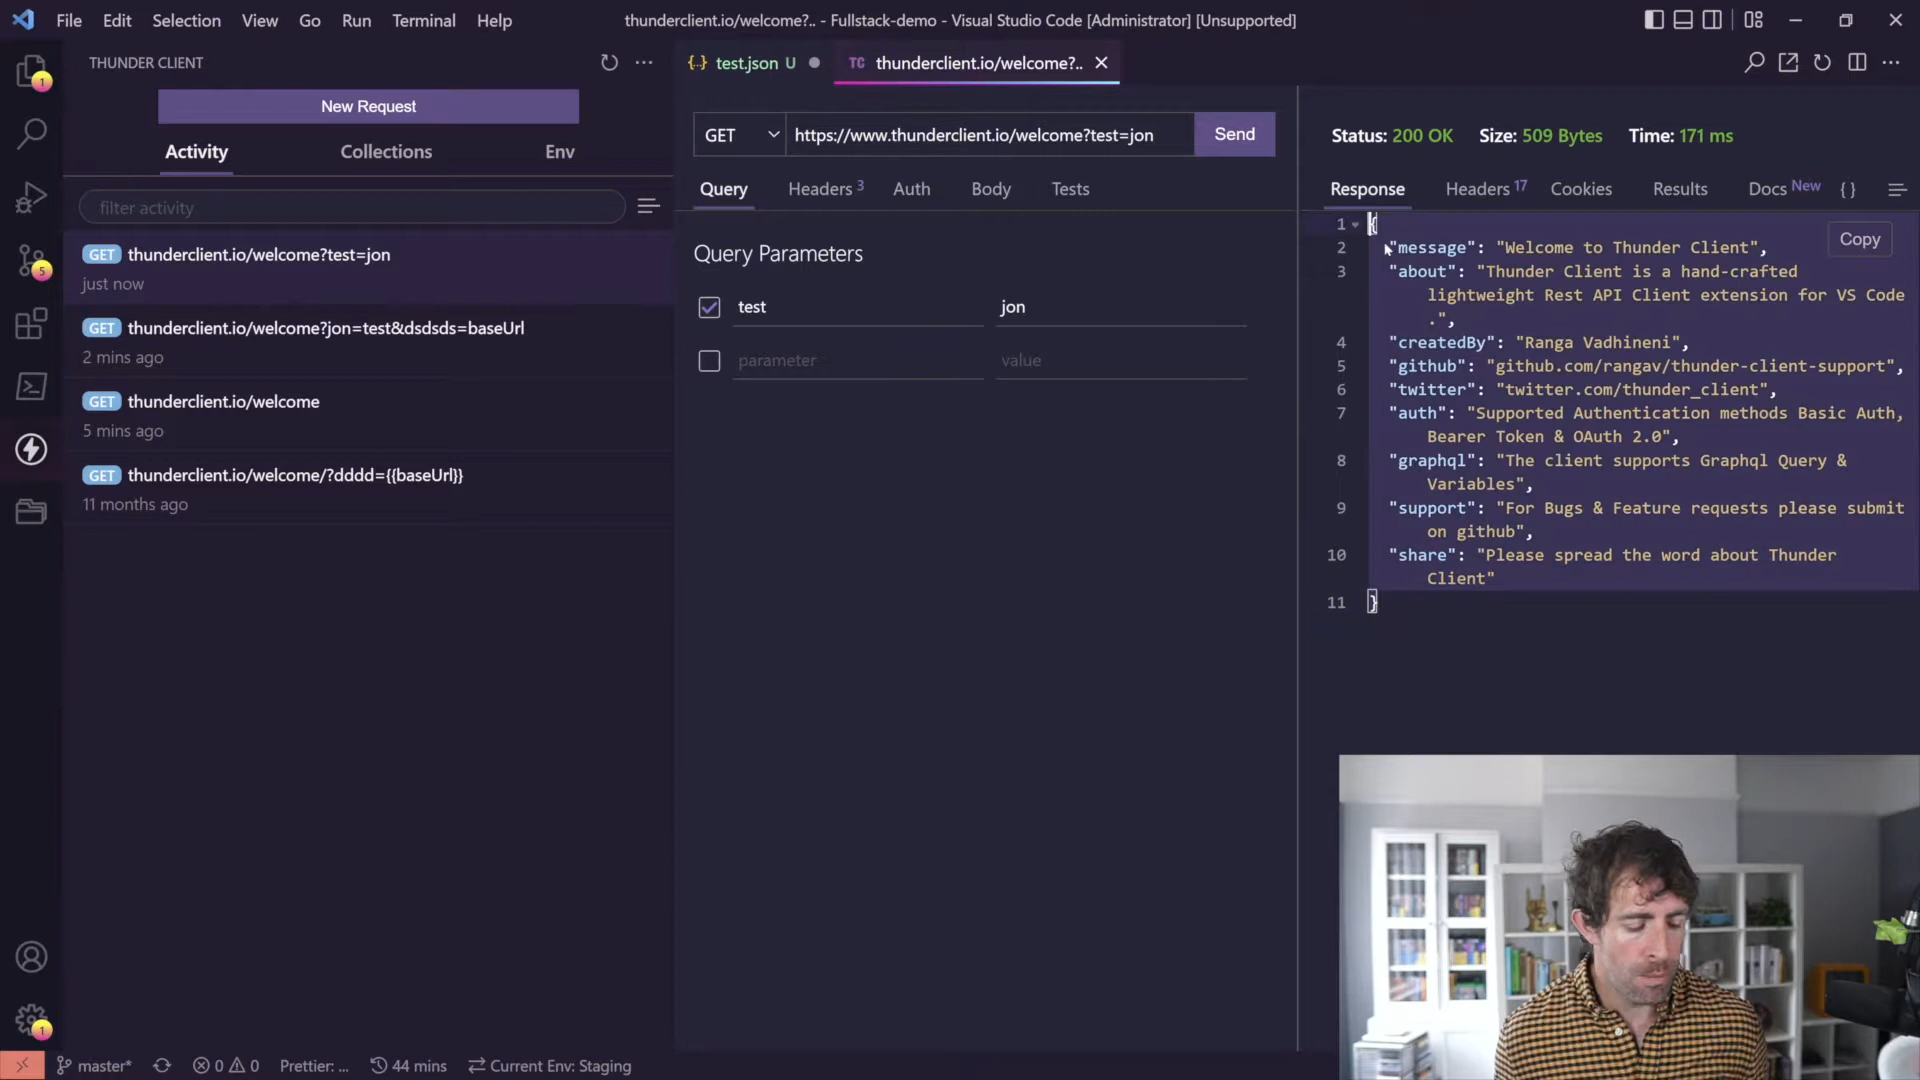 File Edit Selection View Go Run Terminal Help
thunderclient.io/welcome?.. - Fullstack-demo - Visual Studio Code [Administrator] [Unsupported]
THUNDER CLIENT
New Request
Activity Collections Env
filter activity
GET thunderclient.io/welcome?test=jon
just now
GET thunderclient.io/welcome?jon=test&dsdsds=baseUrl
2 mins ago
GET thunderclient.io/welcome
5 mins ago
GET thunderclient.io/welcome/?dddd={{baseUrl}}
11 months ago
1
5
1
{..} test.json U
TC thunderclient.io/welcome?..
GET https://www.thunderclient.io/welcome?test=jon Send
Query Headers 3 Auth Body Tests
Query Parameters
test jon
parameter value
Status: 200 OK Size: 509 Bytes Time: 171 ms
Response Headers 17 Cookies Results Docs New { }
Copy
1 {
2 "message": "Welcome to Thunder Client",
3 "about": "Thunder Client is a hand-crafted
lightweight Rest API Client extension for VS Code
.",
4 "createdBy": "Ranga Vadhineni",
5 "github": "github.com/rangav/thunder-client-support",
6 "twitter": "twitter.com/thunder_client",
7 "auth": "Supported Authentication methods Basic Auth,
Bearer Token & OAuth 2.0",
8 "graphql": "The client supports Graphql Query &
Variables",
9 "support": "For Bugs & Feature requests please submit
on github",
10 "share": "Please spread the word about Thunder
Client"
11 }
master* 0 0 Prettier: ... 44 mins Current Env: Staging